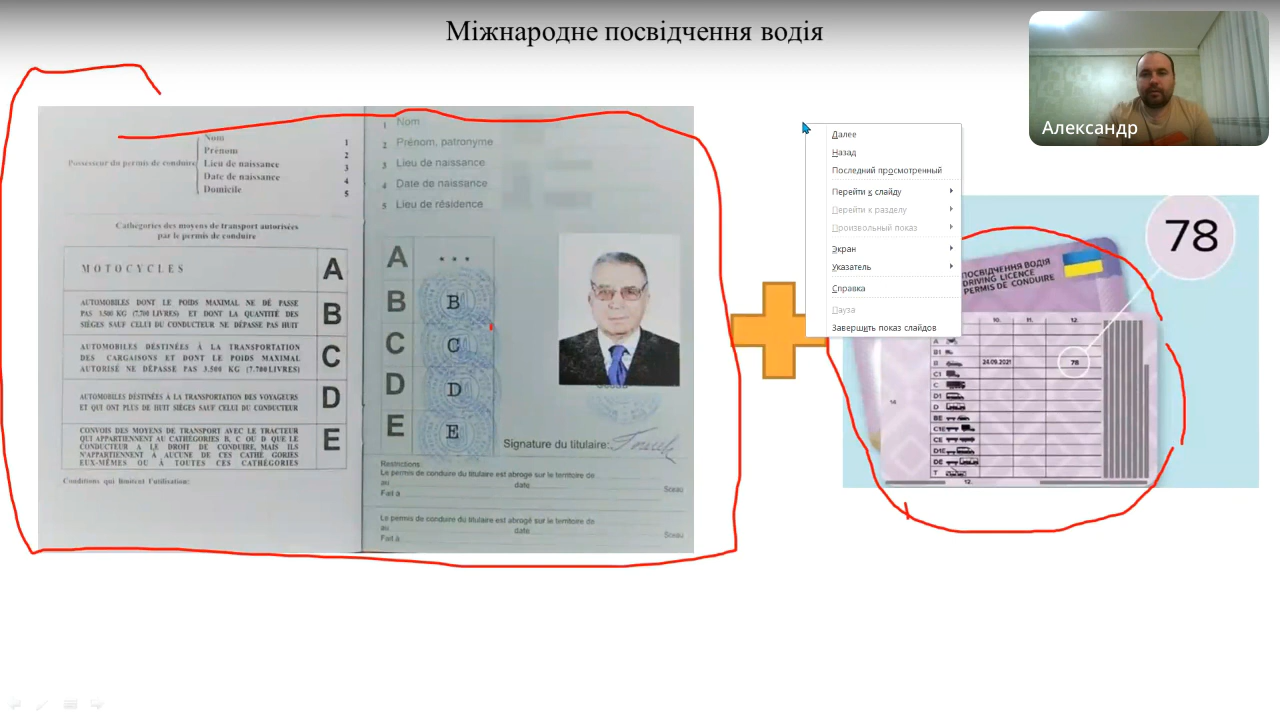 Міжнародне посвідчення водія
Александр
Possesseur du permis de conduire
Nom 1
Prénom 2
Lieu de naissance 3
Date de naissance 4
Domicile 5
Cathégories des moyens de transport autorisées
par le permis de conduire
MOTOCYCLES A
AUTOMOBILES DONT LE POIDS MAXIMAL NE DÉ PASSE
PAS 3.500 KG (7.700 LIVRES) ET DONT LA QUANTITÉ DES
SIÈGES SAUF CELUI DU CONDUCTEUR NE DÉPASSE PAS HUIT
B
AUTOMOBILES DÉSTINÉES À LA TRANSPORTATION
DES CARGAISONS ET DONT LE POIDS MAXIMAL
AUTORISÉ NE DÉPASSE PAS 3.500 KG (7.700 LIVRES)
C
AUTOMOBILES DÉSTINÉES À LA TRANSPORTATION DES VOYAGEURS
ET QUI ONT PLUS DE HUIT SIÈGES SAUF CELUI DU CONDUCTEUR
D
CONVOIS DES MOYENS DE TRANSPORT AVEC LE TRACTEUR
QUI APPARTIENNENT AU CATHÉGORIES B, C OU D QUE LE
CONDUCTEUR A LE DROIT DE CONDUIRE, MAIS ILS
N'APPARTIENNENT À AUCUNE DE CES CATHÉ GORIES
EUX-MÊMES OU À TOUTES CES CATHÉGORIES
E
Conditions qui limitent l'utilisation:
1 Nom
2 Prénom, patronyme
3 Lieu de naissance
4 Date de naissance
5 Lieu de résidence
A ...
B B
C C
D D
E E
Sceau
Signature du titulaire:
Restrictions:
Le permis de conduire du titulaire est abrogé sur le territoire de
au date
Fait à Sceau
Le permis de conduire du titulaire est abrogé sur le territoire de
au date
Fait à Sceau
Далее
Назад
Последний просмотренный
Перейти к слайду
Перейти к разделу
Произвольный показ
Экран
Указатель
Справка
Пауза
Завершить показ слайдов
78
ПОСВІДЧЕННЯ ВОДІЯ
DRIVING LICENCE
PERMIS DE CONDUIRE
10. 11. 12.
A
B1
B 24.09.2021 78
C1
C
D1
D
BE
C1E
CE
D1E
DE
T
14.
12.